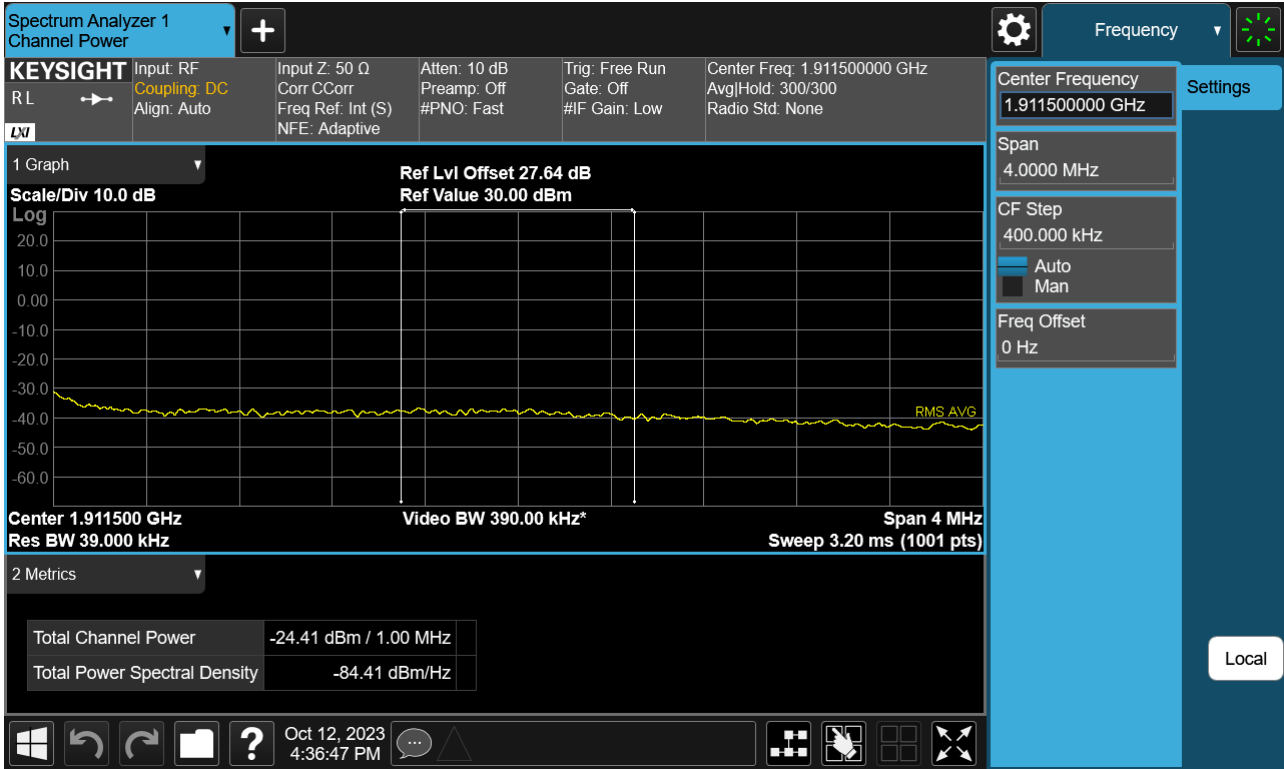 Spectrum Analyzer 1
Channel Power
Frequency
KEYSIGHT
R L
LXI
Input: RF
Coupling: DC
Align: Auto
Input Z: 50 Ω
Corr CCorr
Freq Ref: Int (S)
NFE: Adaptive
Atten: 10 dB
Preamp: Off
#PNO: Fast
Trig: Free Run
Gate: Off
#IF Gain: Low
Center Freq: 1.911500000 GHz
Avg|Hold: 300/300
Radio Std: None
1 Graph
Scale/Div 10.0 dB
Ref Lvl Offset 27.64 dB
Ref Value 30.00 dBm
Log
20.0
10.0
0.00
-10.0
-20.0
-30.0
-40.0
-50.0
-60.0
RMS AVG
Center 1.911500 GHz
Video BW 390.00 kHz*
Span 4 MHz
Res BW 39.000 kHz
Sweep 3.20 ms (1001 pts)
2 Metrics
Total Channel Power -24.41 dBm / 1.00 MHz
Total Power Spectral Density -84.41 dBm/Hz
Center Frequency
1.911500000 GHz
Span
4.0000 MHz
CF Step
400.000 kHz
Auto
Man
Freq Offset
0 Hz
Settings
Local
?
Oct 12, 2023
4:36:47 PM